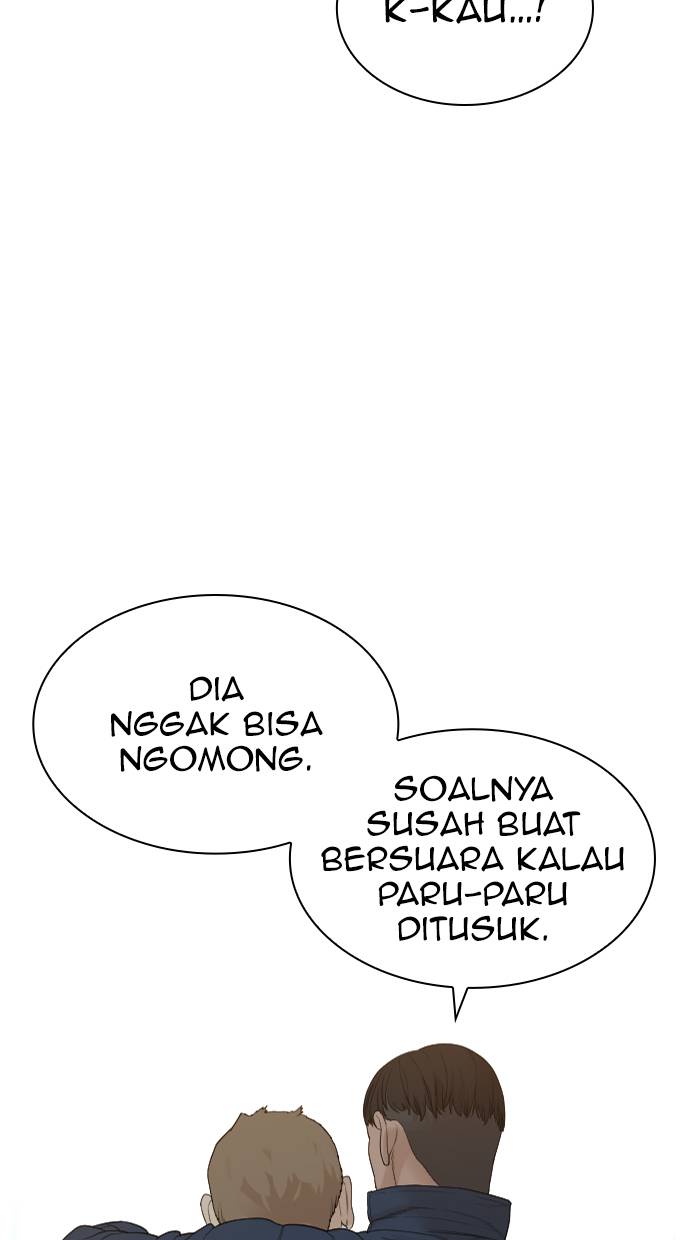 K-KAU...!
DIA
NGGAK BISA
NGOMONG.
SOALNYA
SUSAH BUAT
BERSUARA KALAU
PARU-PARU
DITUSUK.